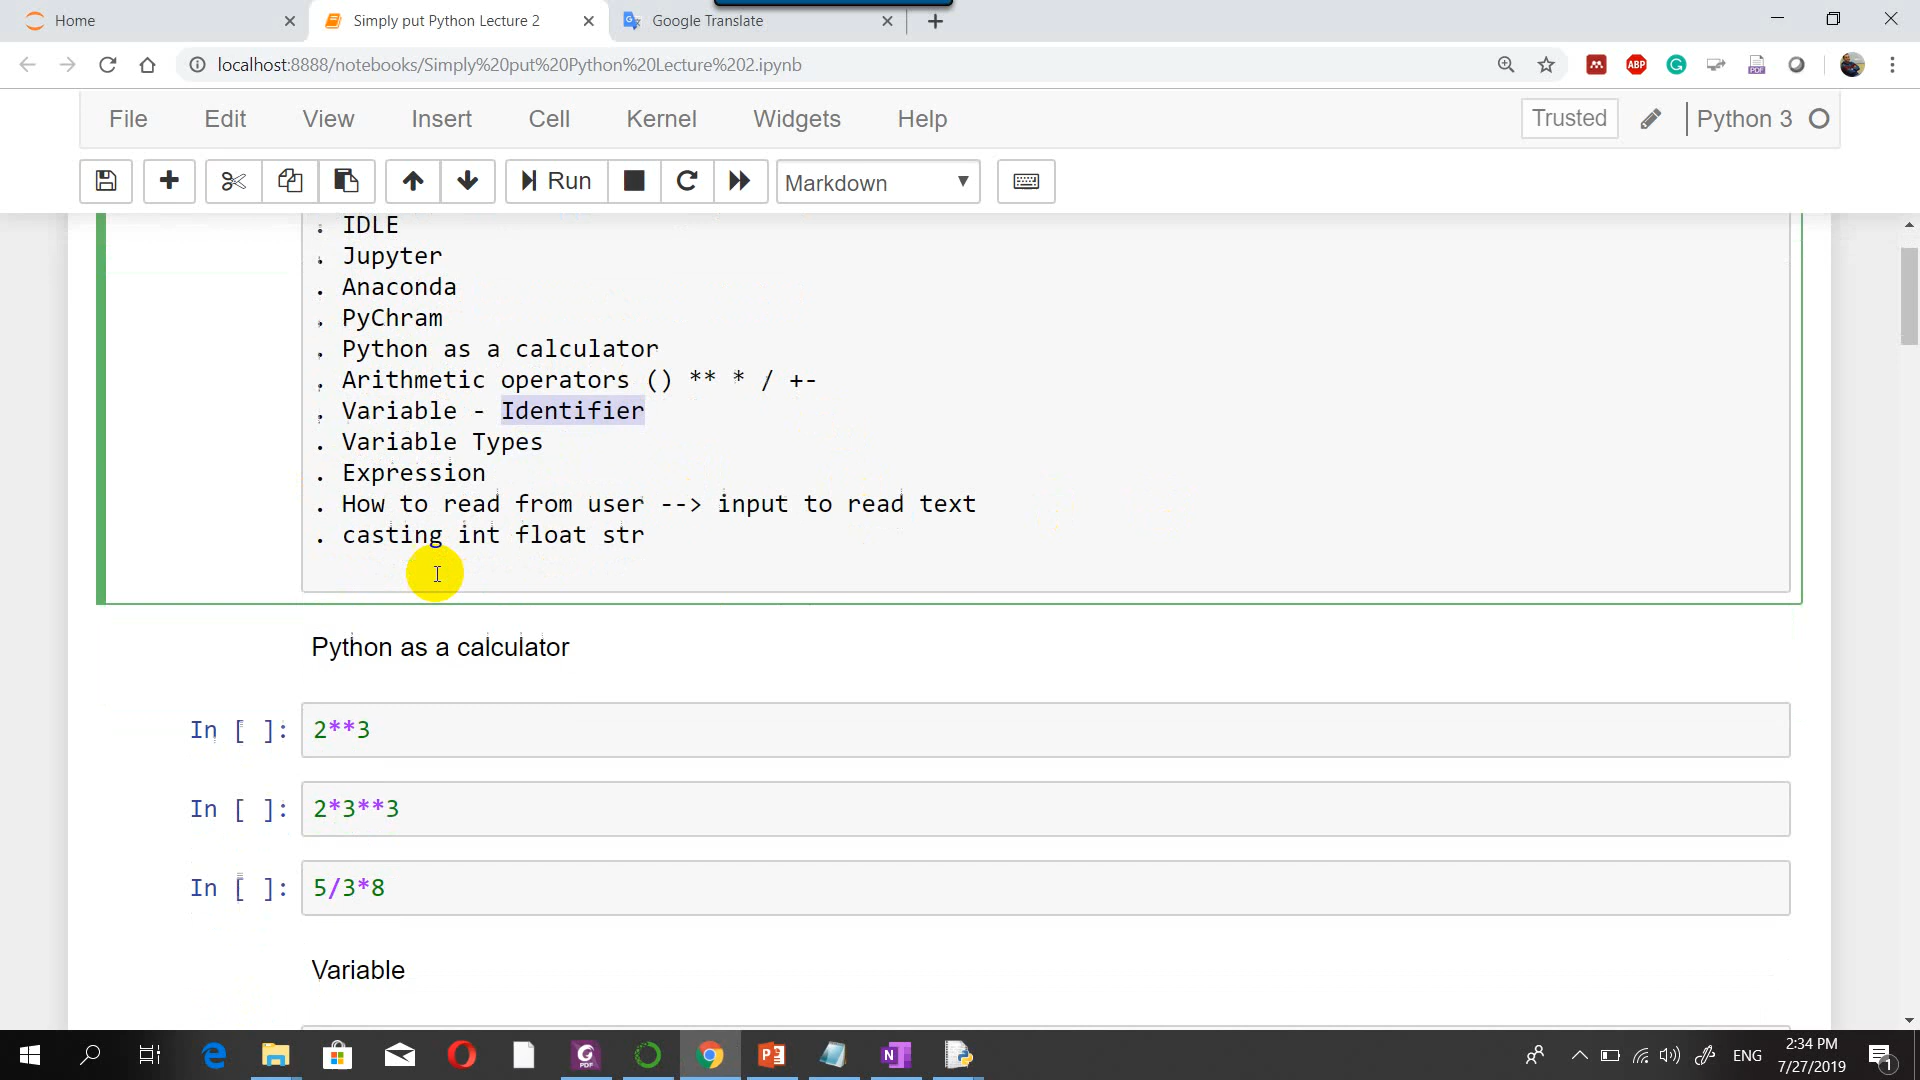 Home
Simply put Python Lecture 2
Google Translate
localhost:8888/notebooks/Simply%20put%20Python%20Lecture%202.ipynb
ABP
PDF
File Edit View Insert Cell Kernel Widgets Help
Trusted
Python 3
Run
Markdown
. IDLE
. Jupyter
. Anaconda
. PyChram
. Python as a calculator
. Arithmetic operators () ** * / +-
. Variable - Identifier
. Variable Types
. Expression
. How to read from user --> input to read text
. casting int float str
Python as a calculator
In [ ]: 2**3
In [ ]: 2*3**3
In [ ]: 5/3*8
Variable
ENG
2:34 PM
7/27/2019
1